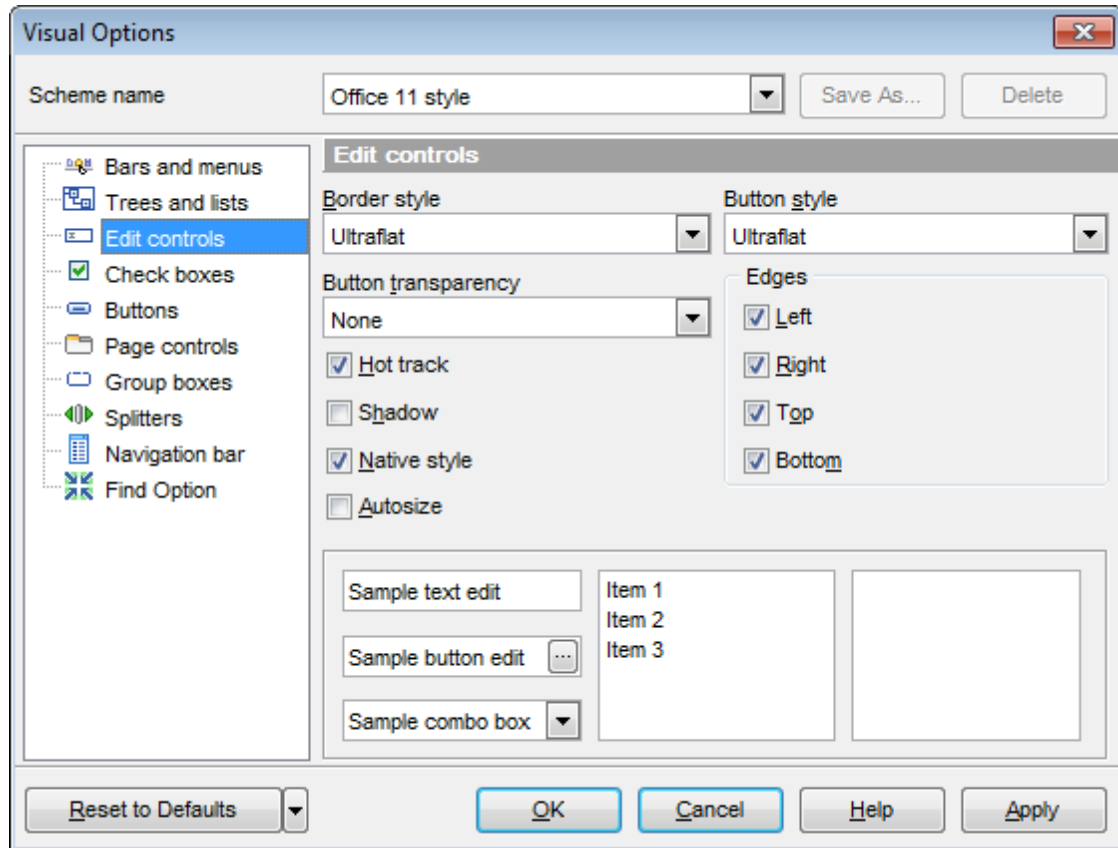 Visual Options
Scheme name
Office 11 style
Save As...
Delete
Bars and menus
Trees and lists
Edit controls
Check boxes
Buttons
Page controls
Group boxes
Splitters
Navigation bar
Find Option
Edit controls
Border style
Button style
Ultraflat
Ultraflat
Button transparency
None
Hot track
Shadow
Native style
Autosize
Edges
Left
Right
Top
Bottom
Sample text edit
Sample button edit ...
Sample combo box
Item 1
Item 2
Item 3
Reset to Defaults
OK
Cancel
Help
Apply